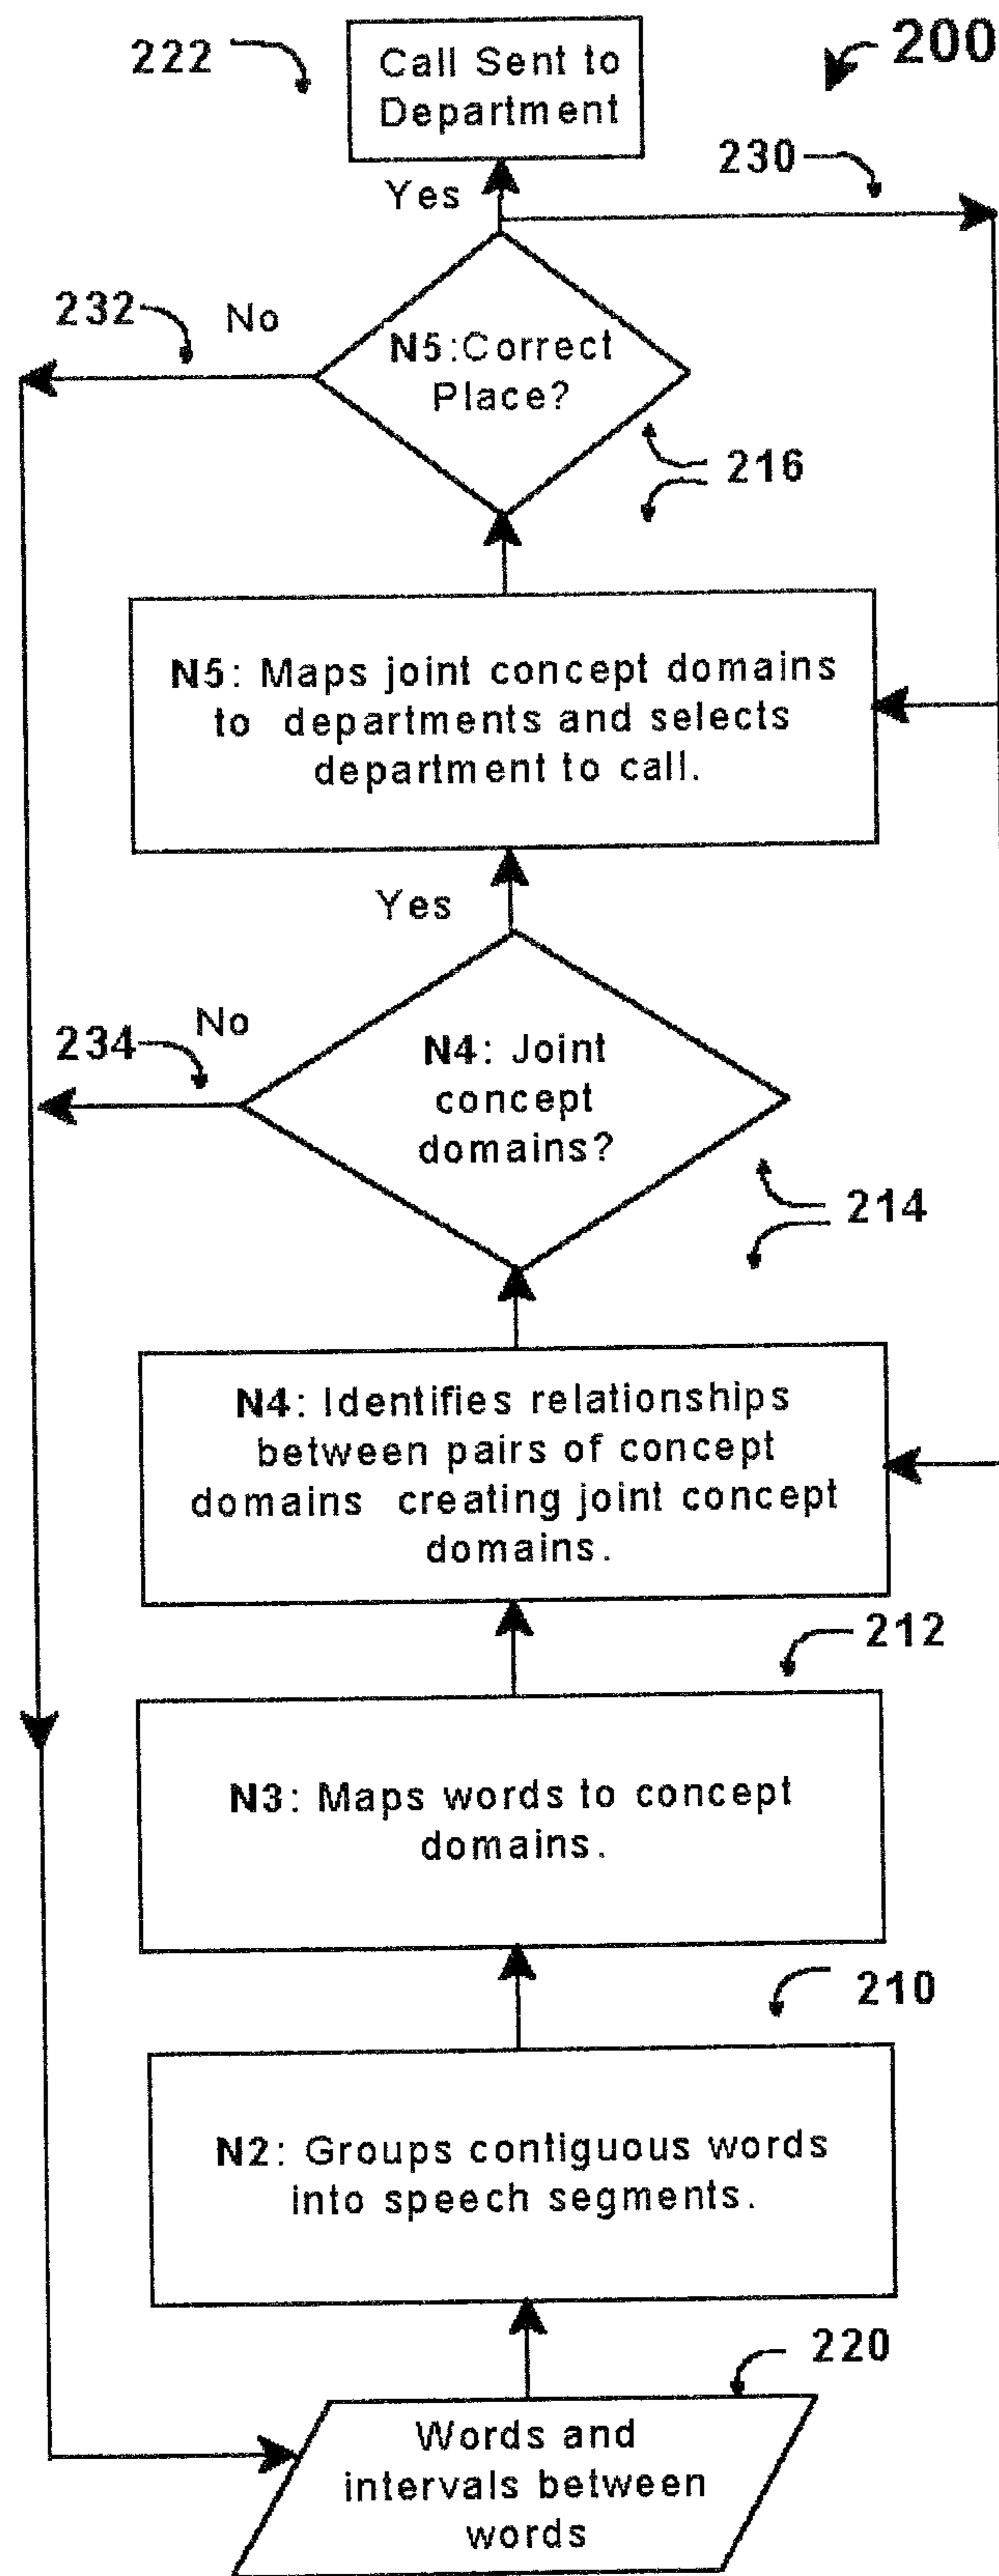 222
Call Sent to
Department
200
230
Yes
232
No
N5:Correct
Place?
216
N5: Maps joint concept domains
to departments and selects
department to call.
Yes
234
No
N4: Joint
concept
domains?
214
N4: Identifies relationships
between pairs of concept
domains creating joint concept
domains.
212
N3: Maps words to concept
domains.
210
N2: Groups contiguous words
into speech segments.
220
Words and
intervals between
words